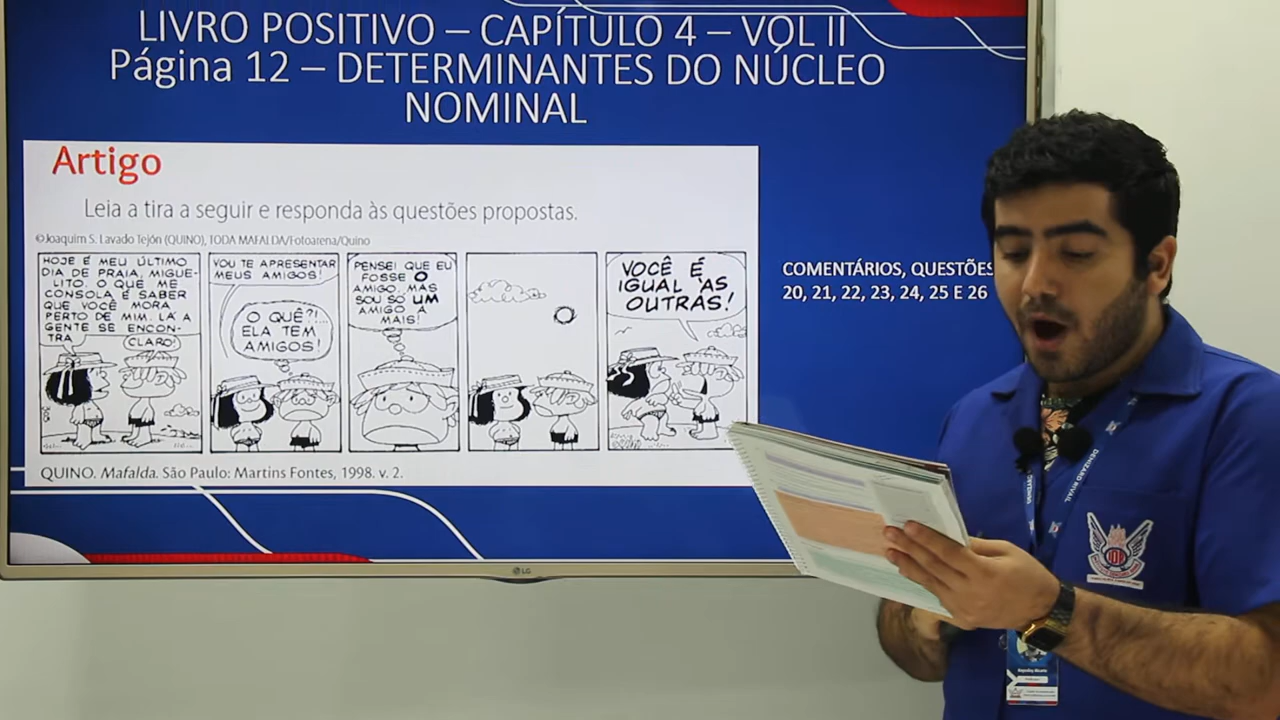 LIVRO POSITIVO – CAPÍTULO 4 – VOL II
Página 12 – DETERMINANTES DO NÚCLEO
NOMINAL
Artigo
Leia a tira a seguir e responda às questões propostas.
©Joaquim S. Lavado Tejón (QUINO), TODA MAFALDA/Fotoarena/Quino
HOJE É MEU ÚLTIMO
DIA DE PRAIA, MIGUE-
LITO. O QUE ME
CONSOLA É SABER
QUE VOCÊ MORA
PERTO DE MIM. LÁ A
GENTE SE ENCON-
TRA
CLARO!
VOU TE APRESENTAR
MEUS AMIGOS!
O QUÊ?!
ELA TEM
AMIGOS!
PENSEI QUE EU
FOSSE O
AMIGO, MAS
SOU SÓ UM
AMIGO A
MAIS!
VOCÊ É
IGUAL ÀS
OUTRAS!
QUINO. Mafalda. São Paulo: Martins Fontes, 1998. v. 2.
COMENTÁRIOS, QUESTÕES
20, 21, 22, 23, 24, 25 E 26
LG
DENIZARD RIVAIL